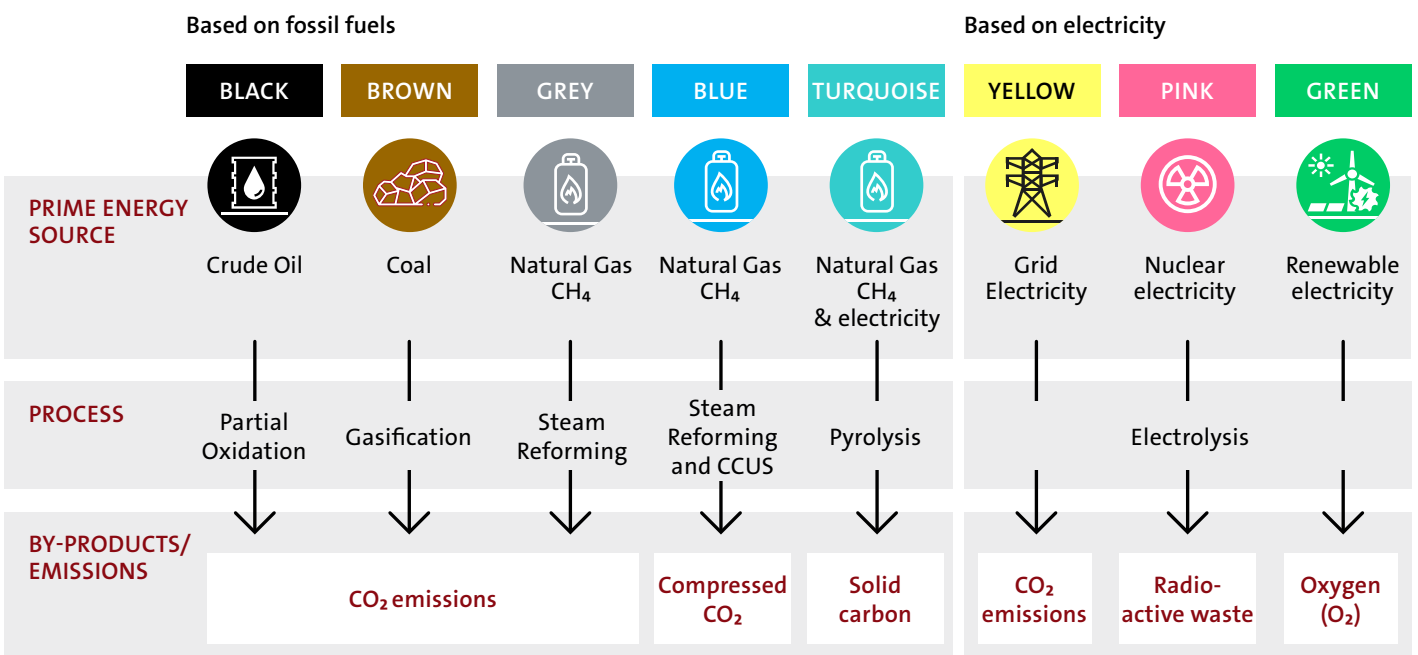 Based on fossil fuels
Based on electricity
BLACK
BROWN
GREY
BLUE
TURQUOISE
YELLOW
PINK
GREEN
PRIME ENERGY
SOURCE
Crude Oil
Coal
Natural Gas
CH₄
Natural Gas
CH₄
Natural Gas
CH₄
& electricity
Grid
Electricity
Nuclear
electricity
Renewable
electricity
PROCESS
Partial
Oxidation
Gasification
Steam
Reforming
Steam
Reforming
and CCUS
Pyrolysis
Electrolysis
BY-PRODUCTS/
EMISSIONS
CO₂ emissions
Compressed
CO₂
Solid
carbon
CO₂
emissions
Radio-
active waste
Oxygen
(O₂)